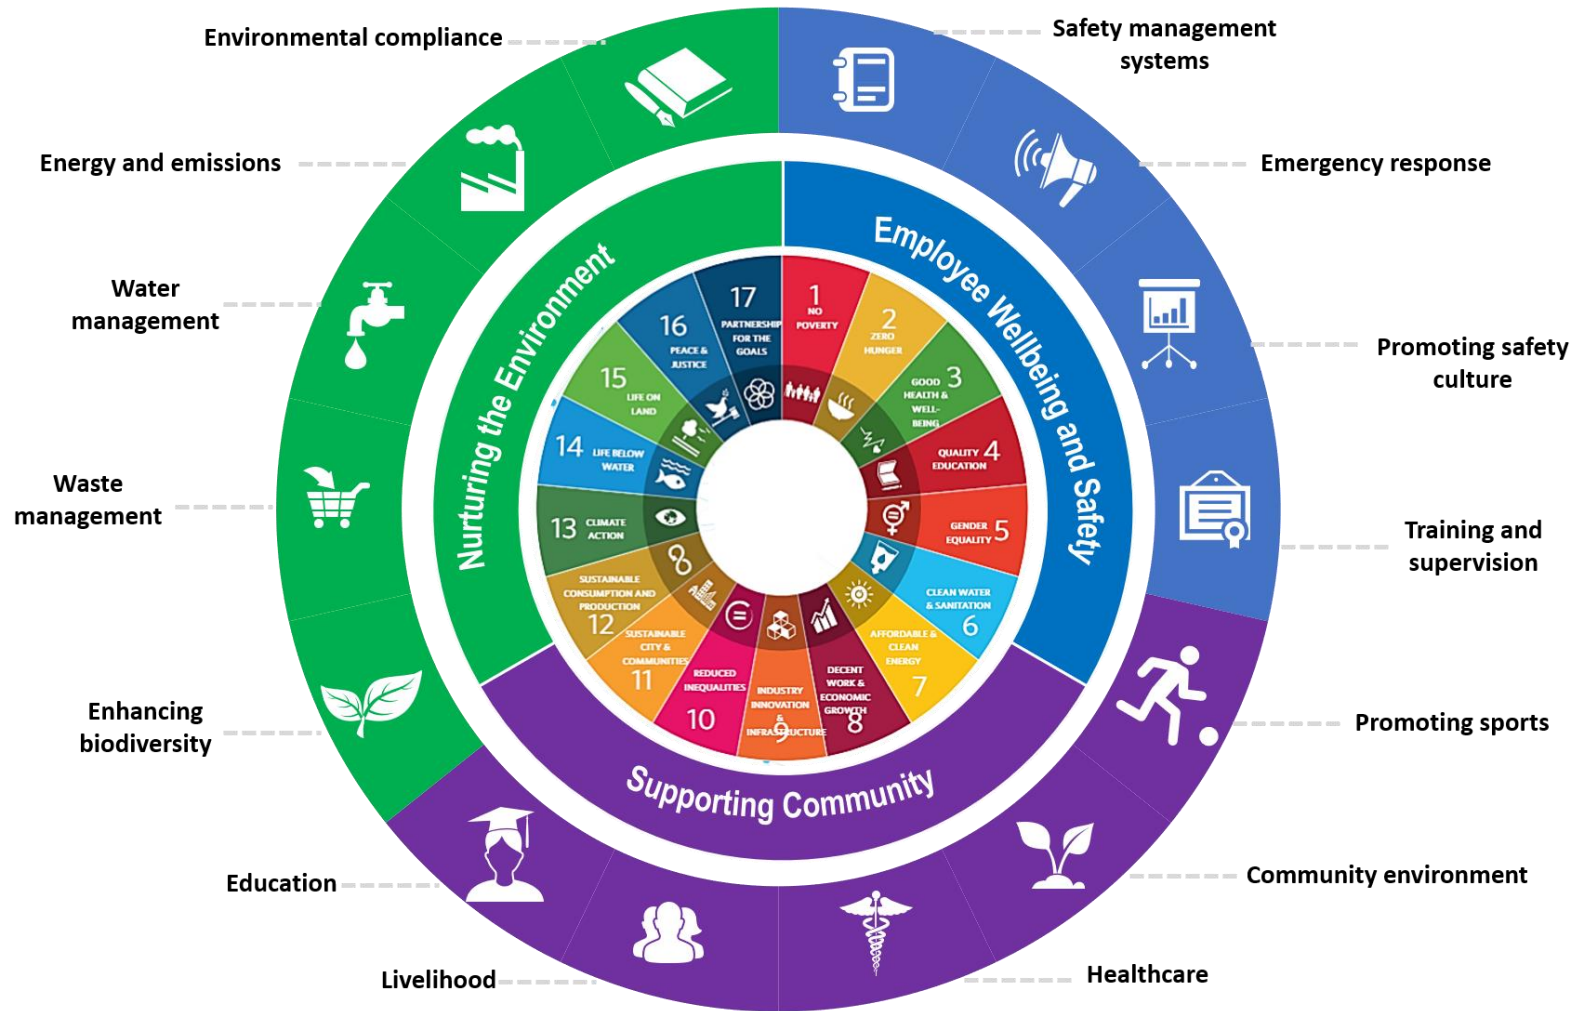 Environmental compliance
Safety management
systems
Energy and emissions
Emergency response
Water
management
Promoting safety
culture
Waste
management
Training and
supervision
Enhancing
biodiversity
Promoting sports
Education
Community environment
Livelihood
Healthcare
Nurturing the Environment
Employee Wellbeing and Safety
Supporting Community
1
NO
POVERTY
2
ZERO
HUNGER
3
GOOD
HEALTH &
WELL-
BEING
4
QUALITY
EDUCATION
5
GENDER
EQUALITY
CLEAN WATER
& SANITATION
6
AFFORDABLE &
CLEAN
ENERGY
7
DECENT
WORK &
ECONOMIC
GROWTH
8
INDUSTRY
INNOVATION
&
INFRASTRUCTURE
9
REDUCED
INEQUALITIES
10
SUSTAINABLE
CITY &
COMMUNITIES
11
SUSTAINABLE
CONSUMPTION AND
PRODUCTION
12
13
CLIMATE
ACTION
14
LIFE BELOW
WATER
15
LIFE ON
LAND
16
PEACE &
JUSTICE
17
PARTNERSHIP
FOR THE
GOALS